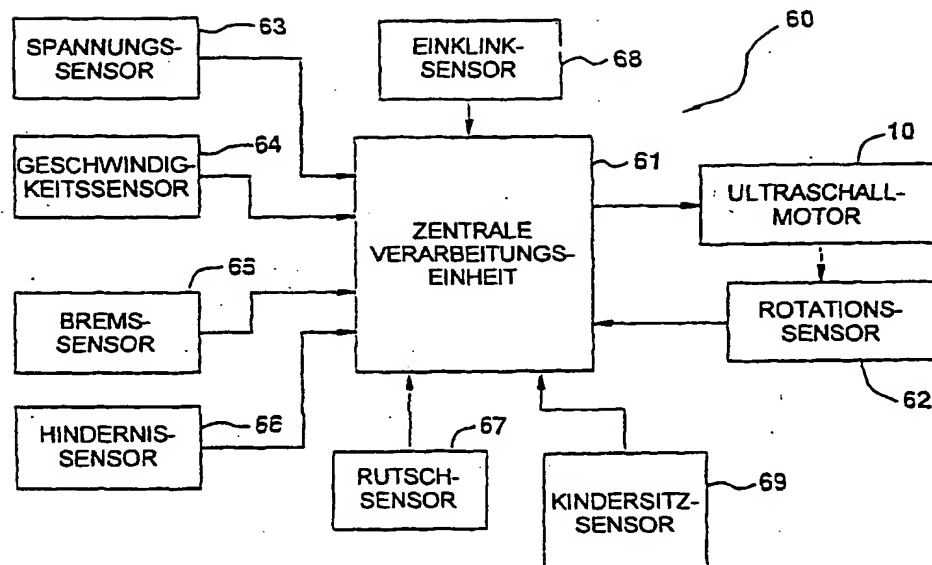 63
SPANNUNGS-
SENSOR
EINKLINK-
SENSOR
68
60
64
GESCHWINDIG-
KEITSSENSOR
61
10
ZENTRALE
VERARBEITUNGS-
EINHEIT
ULTRASCHALL-
MOTOR
65
BREMS-
SENSOR
ROTATIONS-
SENSOR
62
66
HINDERNIS-
SENSOR
67
RUTSCH-
SENSOR
69
KINDERSITZ-
SENSOR